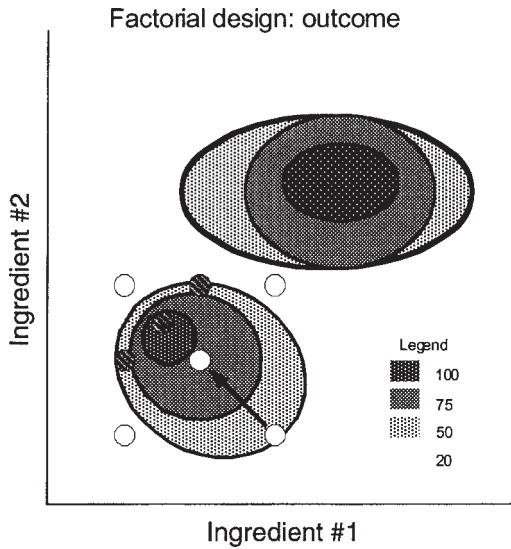 Factorial design: outcome
Ingredient #2
Legend
100
75
50
20
Ingredient #1